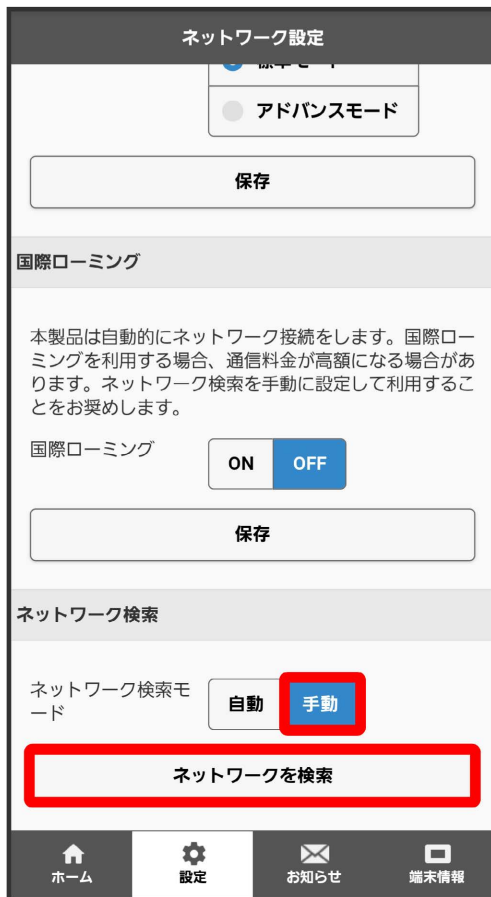 ネットワーク設定
標準モード
アドバンスモード
保存
国際ローミング
本製品は自動的にネットワーク接続をします。国際ロー
ミングを利用する場合、通信料金が高額になる場合があ
ります。ネットワーク検索を手動に設定して利用するこ
とをお奨めします。
国際ローミング
ON OFF
保存
ネットワーク検索
ネットワーク検索モ
ード
自動 手動
ネットワークを検索
ホーム 設定 お知らせ 端末情報